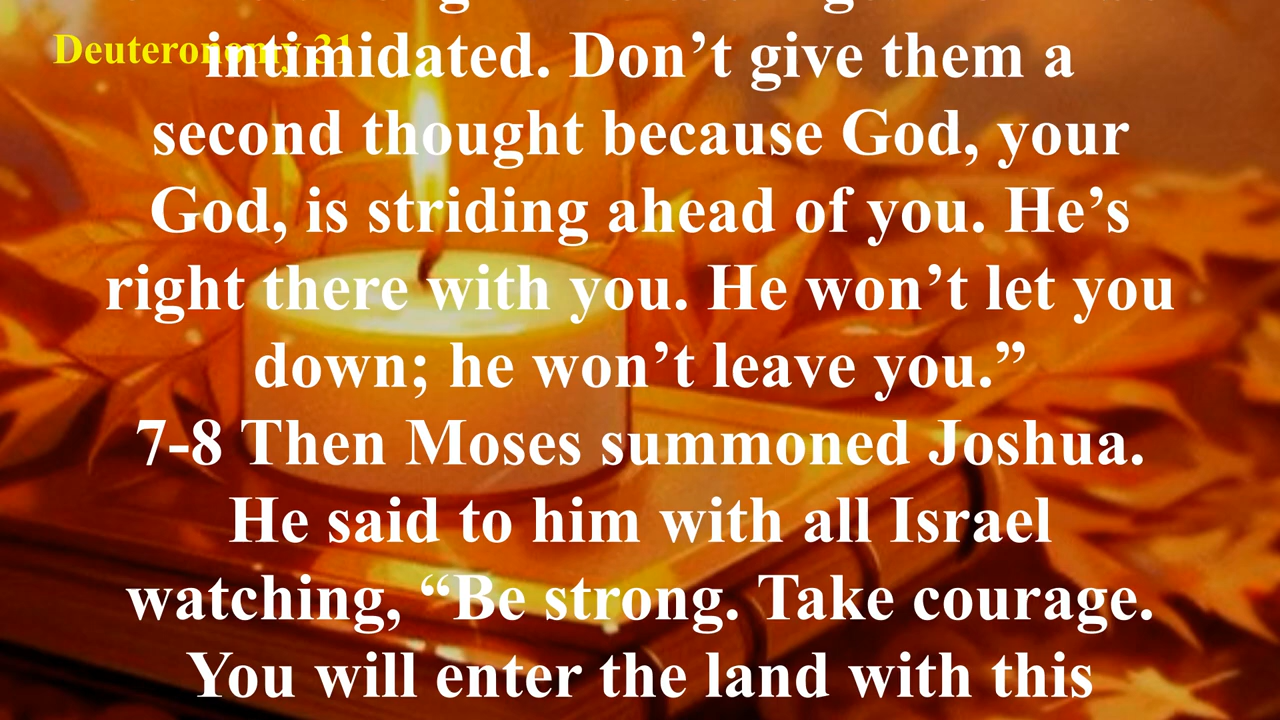 Deuteronomy 31
intimidated. Don’t give them a
second thought because God, your
God, is striding ahead of you. He’s
right there with you. He won’t let you
down; he won’t leave you.”
7-8 Then Moses summoned Joshua.
He said to him with all Israel
watching, “Be strong. Take courage.
You will enter the land with this